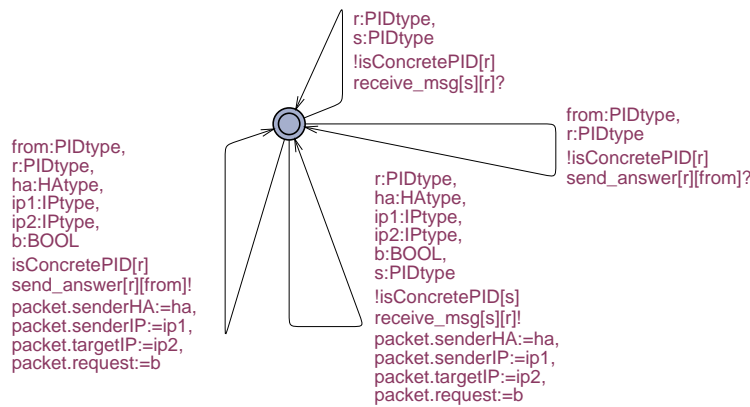 r:PIDtype,
s:PIDtype
!isConcretePID[r]
receive_msg[s][r]?
from:PIDtype,
r:PIDtype
!isConcretePID[r]
send_answer[r][from]?
from:PIDtype,
r:PIDtype,
ha:HAtype,
ip1:IPtype,
ip2:IPtype,
b:BOOL
isConcretePID[r]
send_answer[r][from]!
packet.senderHA:=ha,
packet.senderIP:=ip1,
packet.targetIP:=ip2,
packet.request:=b
r:PIDtype,
ha:HAtype,
ip1:IPtype,
ip2:IPtype,
b:BOOL,
s:PIDtype
!isConcretePID[s]
receive_msg[s][r]!
packet.senderHA:=ha,
packet.senderIP:=ip1,
packet.targetIP:=ip2,
packet.request:=b